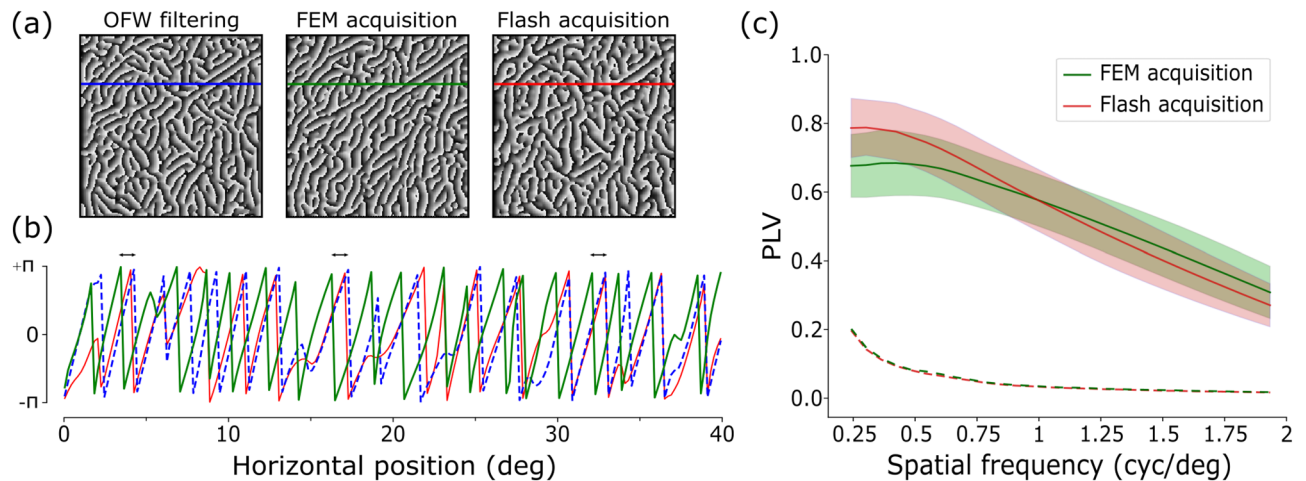 (a)
OFW filtering
FEM acquisition
Flash acquisition
(b)
+Π
0
-Π
0 10 20 30 40
Horizontal position (deg)
(c)
FEM acquisition
Flash acquisition
1.0
0.8
0.6
0.4
0.2
0.0
PLV
0.25 0.5 0.75 1 1.25 1.5 1.75 2
Spatial frequency (cyc/deg)